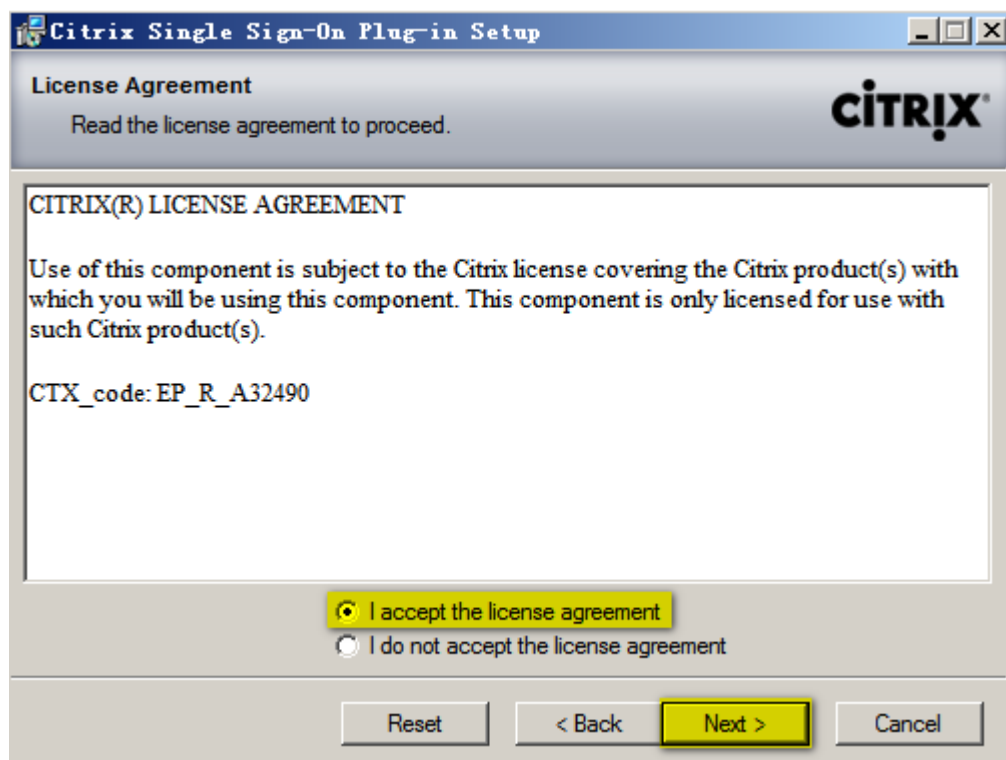 Citrix Single Sign-On Plug-in Setup
License Agreement
Read the license agreement to proceed.
CITRIX
CITRIX(R) LICENSE AGREEMENT
Use of this component is subject to the Citrix license covering the Citrix product(s) with
which you will be using this component. This component is only licensed for use with
such Citrix product(s).
CTX_code: EP_R_A32490
I accept the license agreement
I do not accept the license agreement
Reset
< Back
Next >
Cancel